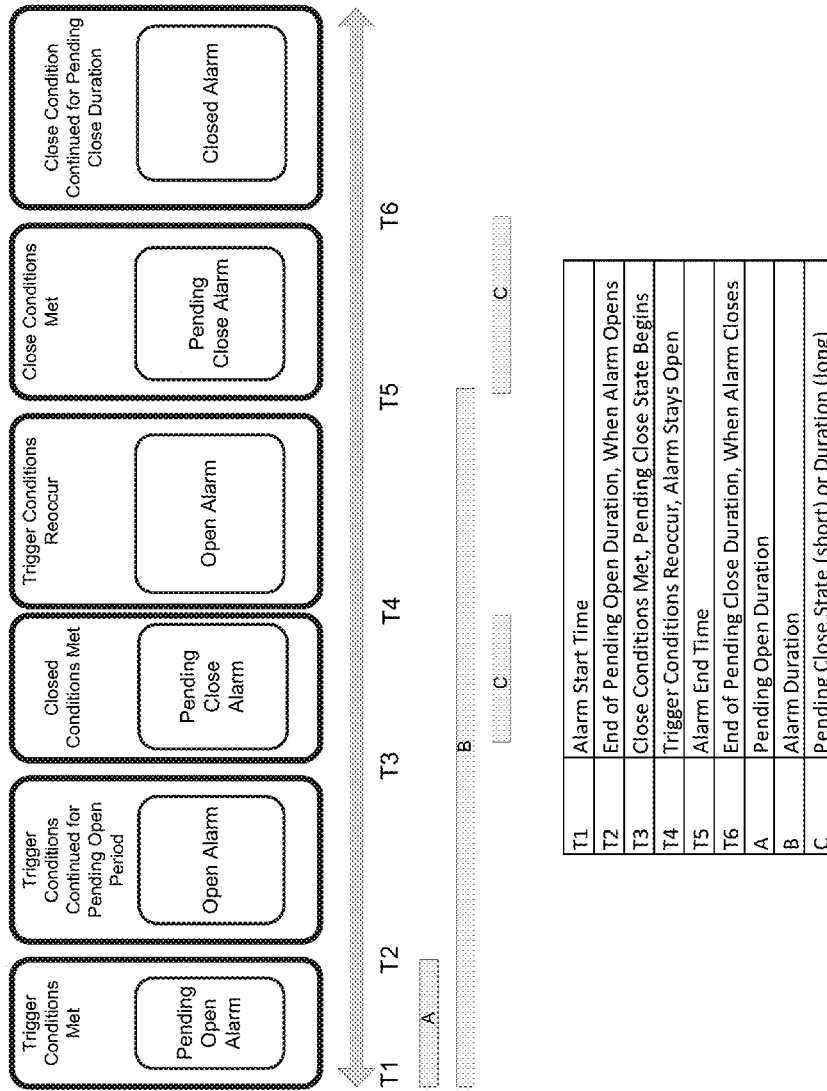 Trigger
Conditions
Met
Pending
Open
Alarm
Trigger
Conditions
Continued for
Pending Open
Period
Open Alarm
Closed
Conditions Met
Pending
Close
Alarm
Trigger Conditions
Reoccur
Open Alarm
Close Conditions
Met
Pending
Close Alarm
Close Condition
Continued for Pending
Close Duration
Closed Alarm
T1
T2
T3
T4
T5
T6
A
B
C
C
T1 Alarm Start Time
T2 End of Pending Open Duration, When Alarm Opens
T3 Close Conditions Met, Pending Close State Begins
T4 Trigger Conditions Reoccur, Alarm Stays Open
T5 Alarm End Time
T6 End of Pending Close Duration, When Alarm Closes
A Pending Open Duration
B Alarm Duration
C Pending Close State (short) or Duration (long)